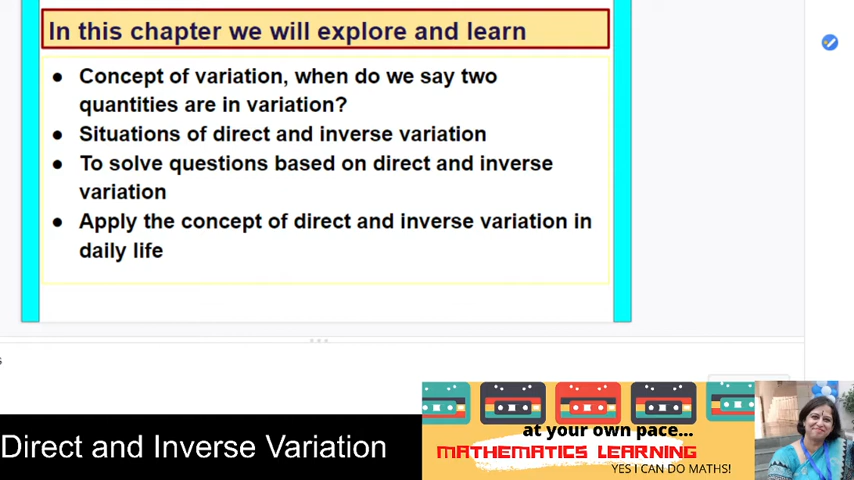 In this chapter we will explore and learn
● Concept of variation, when do we say two
quantities are in variation?
● Situations of direct and inverse variation
● To solve questions based on direct and inverse
variation
● Apply the concept of direct and inverse variation in
daily life
Direct and Inverse Variation
at your own pace...
MATHEMATICS LEARNING
YES I CAN DO MATHS!